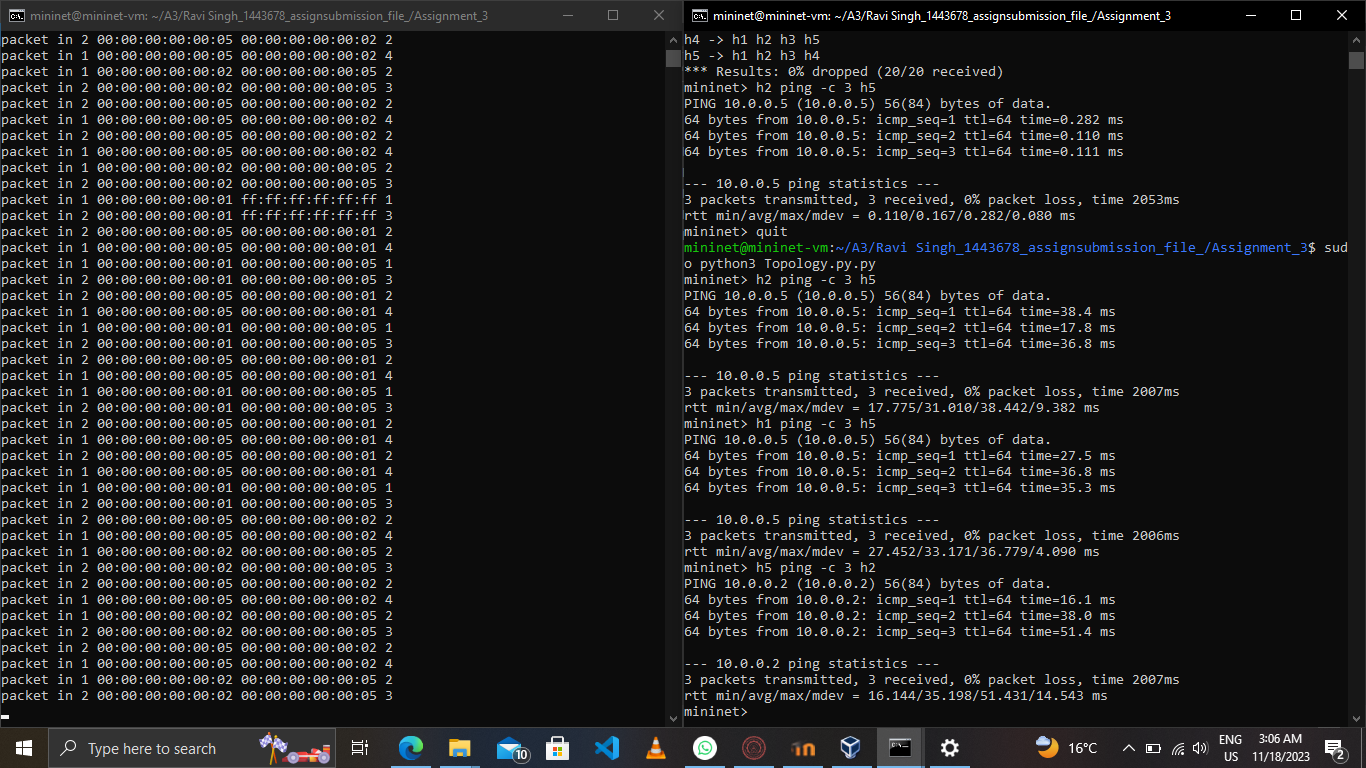 mininet@mininet-vm: ~/A3/Ravi Singh_1443678_assignsubmission_file_/Assignment_3
packet in 2 00:00:00:00:00:05 00:00:00:00:00:02 2
packet in 1 00:00:00:00:00:05 00:00:00:00:00:02 4
packet in 1 00:00:00:00:00:02 00:00:00:00:00:05 2
packet in 2 00:00:00:00:00:02 00:00:00:00:00:05 3
packet in 2 00:00:00:00:00:05 00:00:00:00:00:02 2
packet in 1 00:00:00:00:00:05 00:00:00:00:00:02 4
packet in 2 00:00:00:00:00:05 00:00:00:00:00:02 2
packet in 1 00:00:00:00:00:05 00:00:00:00:00:02 4
packet in 1 00:00:00:00:00:02 00:00:00:00:00:05 2
packet in 2 00:00:00:00:00:02 00:00:00:00:00:05 3
packet in 1 00:00:00:00:00:01 ff:ff:ff:ff:ff:ff 1
packet in 2 00:00:00:00:00:01 ff:ff:ff:ff:ff:ff 3
packet in 2 00:00:00:00:00:05 00:00:00:00:00:01 2
packet in 1 00:00:00:00:00:05 00:00:00:00:00:01 4
packet in 1 00:00:00:00:00:01 00:00:00:00:00:05 1
packet in 2 00:00:00:00:00:01 00:00:00:00:00:05 3
packet in 2 00:00:00:00:00:05 00:00:00:00:00:01 2
packet in 1 00:00:00:00:00:05 00:00:00:00:00:01 4
packet in 1 00:00:00:00:00:01 00:00:00:00:00:05 1
packet in 2 00:00:00:00:00:01 00:00:00:00:00:05 3
packet in 2 00:00:00:00:00:05 00:00:00:00:00:01 2
packet in 1 00:00:00:00:00:05 00:00:00:00:00:01 4
packet in 1 00:00:00:00:00:01 00:00:00:00:00:05 1
packet in 2 00:00:00:00:00:01 00:00:00:00:00:05 3
packet in 2 00:00:00:00:00:05 00:00:00:00:00:01 2
packet in 1 00:00:00:00:00:05 00:00:00:00:00:01 4
packet in 2 00:00:00:00:00:05 00:00:00:00:00:01 2
packet in 1 00:00:00:00:00:05 00:00:00:00:00:01 4
packet in 1 00:00:00:00:00:01 00:00:00:00:00:05 1
packet in 2 00:00:00:00:00:01 00:00:00:00:00:05 3
packet in 2 00:00:00:00:00:05 00:00:00:00:00:02 2
packet in 1 00:00:00:00:00:05 00:00:00:00:00:02 4
packet in 1 00:00:00:00:00:02 00:00:00:00:00:05 2
packet in 2 00:00:00:00:00:02 00:00:00:00:00:05 3
packet in 2 00:00:00:00:00:05 00:00:00:00:00:02 2
packet in 1 00:00:00:00:00:05 00:00:00:00:00:02 4
packet in 1 00:00:00:00:00:02 00:00:00:00:00:05 2
packet in 2 00:00:00:00:00:02 00:00:00:00:00:05 3
packet in 2 00:00:00:00:00:05 00:00:00:00:00:02 2
packet in 1 00:00:00:00:00:05 00:00:00:00:00:02 4
packet in 1 00:00:00:00:00:02 00:00:00:00:00:05 2
packet in 2 00:00:00:00:00:02 00:00:00:00:00:05 3
mininet@mininet-vm: ~/A3/Ravi Singh_1443678_assignsubmission_file_/Assignment_3
h4 -> h1 h2 h3 h5
h5 -> h1 h2 h3 h4
*** Results: 0% dropped (20/20 received)
mininet> h2 ping -c 3 h5
PING 10.0.0.5 (10.0.0.5) 56(84) bytes of data.
64 bytes from 10.0.0.5: icmp_seq=1 ttl=64 time=0.282 ms
64 bytes from 10.0.0.5: icmp_seq=2 ttl=64 time=0.110 ms
64 bytes from 10.0.0.5: icmp_seq=3 ttl=64 time=0.111 ms
--- 10.0.0.5 ping statistics ---
3 packets transmitted, 3 received, 0% packet loss, time 2053ms
rtt min/avg/max/mdev = 0.110/0.167/0.282/0.080 ms
mininet> quit
mininet@mininet-vm:~/A3/Ravi Singh_1443678_assignsubmission_file_/Assignment_3$ sud
o python3 Topology.py.py
mininet> h2 ping -c 3 h5
PING 10.0.0.5 (10.0.0.5) 56(84) bytes of data.
64 bytes from 10.0.0.5: icmp_seq=1 ttl=64 time=38.4 ms
64 bytes from 10.0.0.5: icmp_seq=2 ttl=64 time=17.8 ms
64 bytes from 10.0.0.5: icmp_seq=3 ttl=64 time=36.8 ms
--- 10.0.0.5 ping statistics ---
3 packets transmitted, 3 received, 0% packet loss, time 2007ms
rtt min/avg/max/mdev = 17.775/31.010/38.442/9.382 ms
mininet> h1 ping -c 3 h5
PING 10.0.0.5 (10.0.0.5) 56(84) bytes of data.
64 bytes from 10.0.0.5: icmp_seq=1 ttl=64 time=27.5 ms
64 bytes from 10.0.0.5: icmp_seq=2 ttl=64 time=36.8 ms
64 bytes from 10.0.0.5: icmp_seq=3 ttl=64 time=35.3 ms
--- 10.0.0.5 ping statistics ---
3 packets transmitted, 3 received, 0% packet loss, time 2006ms
rtt min/avg/max/mdev = 27.452/33.171/36.779/4.090 ms
mininet> h5 ping -c 3 h2
PING 10.0.0.2 (10.0.0.2) 56(84) bytes of data.
64 bytes from 10.0.0.2: icmp_seq=1 ttl=64 time=16.1 ms
64 bytes from 10.0.0.2: icmp_seq=2 ttl=64 time=38.0 ms
64 bytes from 10.0.0.2: icmp_seq=3 ttl=64 time=51.4 ms
--- 10.0.0.2 ping statistics ---
3 packets transmitted, 3 received, 0% packet loss, time 2007ms
rtt min/avg/max/mdev = 16.144/35.198/51.431/14.543 ms
mininet>
Type here to search
10
16°C
ENG
US
3:06 AM
11/18/2023
2